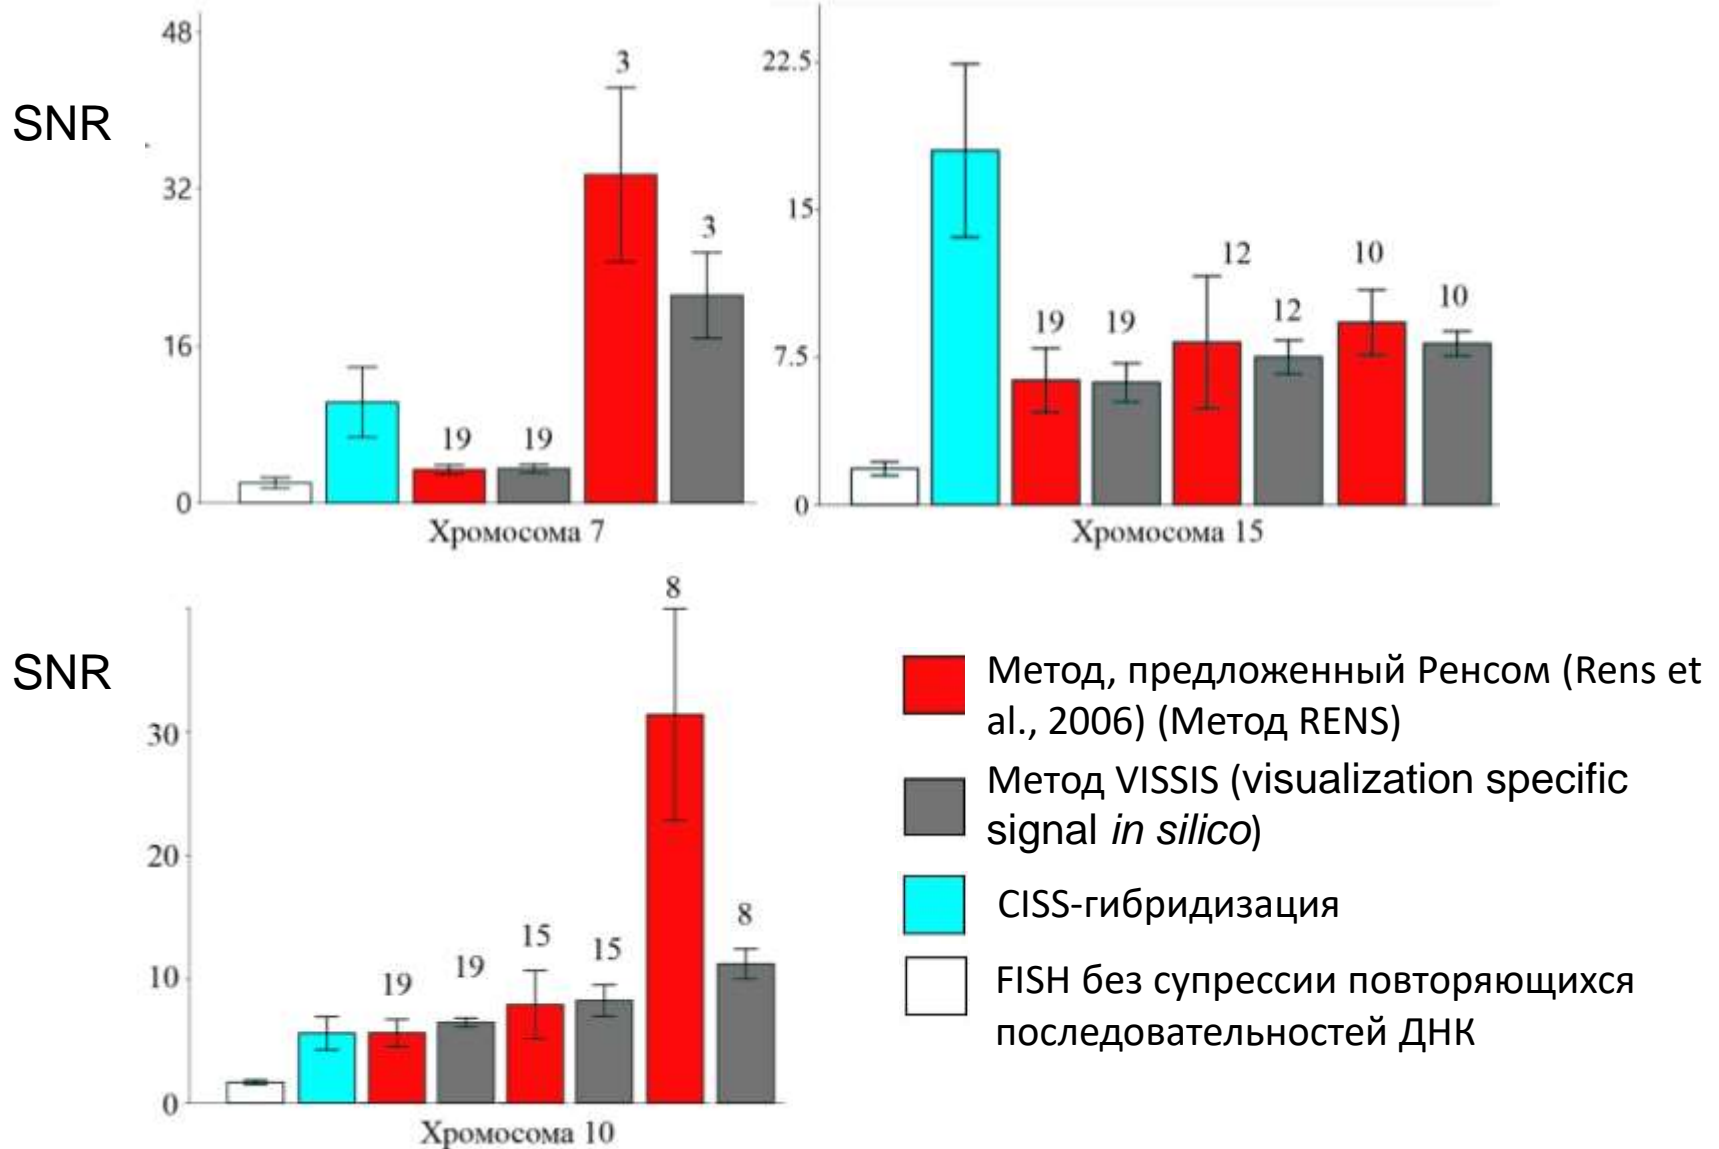 SNR
48
32
16
0
19
19
3
3
Хромосома 7
22.5
15
7.5
0
19
19
12
12
10
10
Хромосома 15
SNR
30
20
10
0
19
19
15
15
8
8
Хромосома 10
Метод, предложенный Ренсом (Rens et
al., 2006) (Метод RENS)
Метод VISSIS (visualization specific
signal in silico)
CISS-гибридизация
FISH без супрессии повторяющихся
последовательностей ДНК